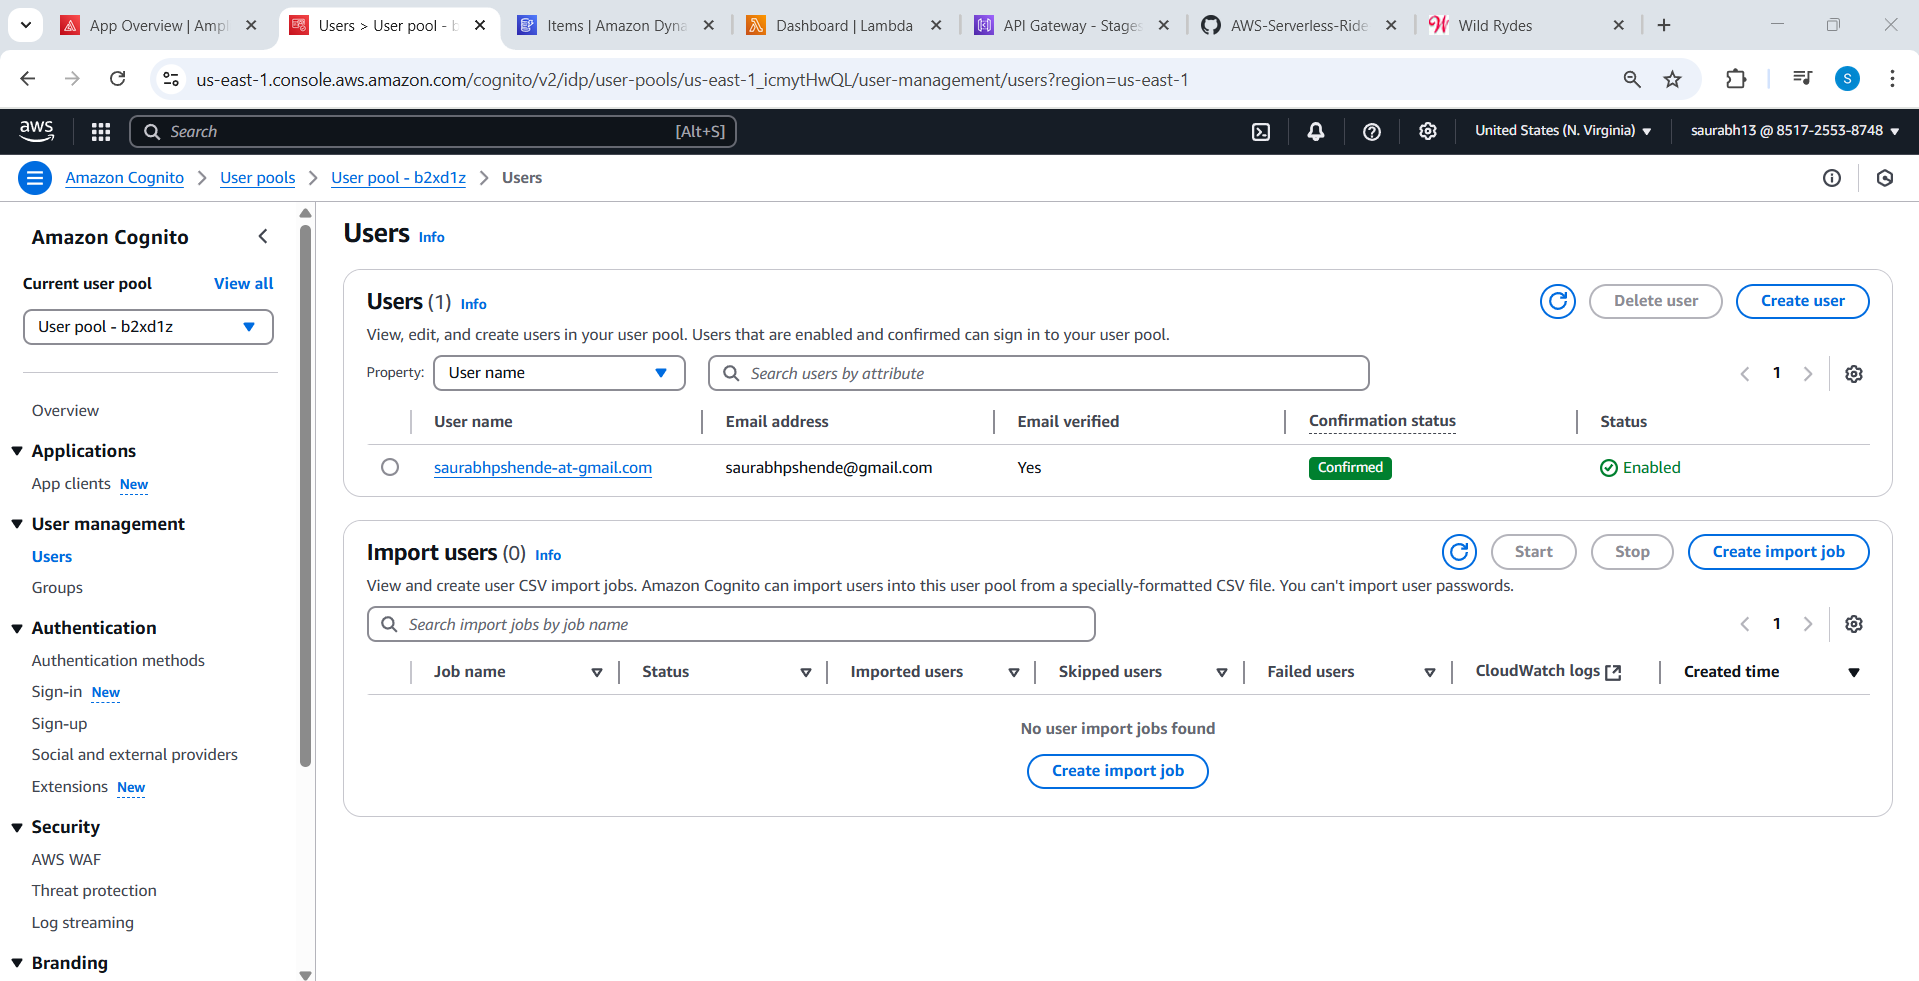 App Overview | Ampl
Users > User pool - b
Items | Amazon Dyna
Dashboard | Lambda
API Gateway - Stages
AWS-Serverless-Ride
Wild Rydes
us-east-1.console.aws.amazon.com/cognito/v2/idp/user-pools/us-east-1_icmytHwQL/user-management/users?region=us-east-1
S
aws
Search
[Alt+S]
United States (N. Virginia)
saurabh13 @ 8517-2553-8748
Amazon Cognito
User pools
User pool - b2xd1z
Users
Amazon Cognito
Current user pool
View all
User pool - b2xd1z
Overview
Applications
App clients New
User management
Users
Groups
Authentication
Authentication methods
Sign-in New
Sign-up
Social and external providers
Extensions New
Security
AWS WAF
Threat protection
Log streaming
Branding
Users Info
Users (1) Info
Delete user
Create user
View, edit, and create users in your user pool. Users that are enabled and confirmed can sign in to your user pool.
Property:
User name
Search users by attribute
1
User name
Email address
Email verified
Confirmation status
Status
saurabhpshende-at-gmail.com
saurabhpshende@gmail.com
Yes
Confirmed
Enabled
Import users (0) Info
Start
Stop
Create import job
View and create user CSV import jobs. Amazon Cognito can import users into this user pool from a specially-formatted CSV file. You can't import user passwords.
Search import jobs by job name
1
Job name
Status
Imported users
Skipped users
Failed users
CloudWatch logs
Created time
No user import jobs found
Create import job